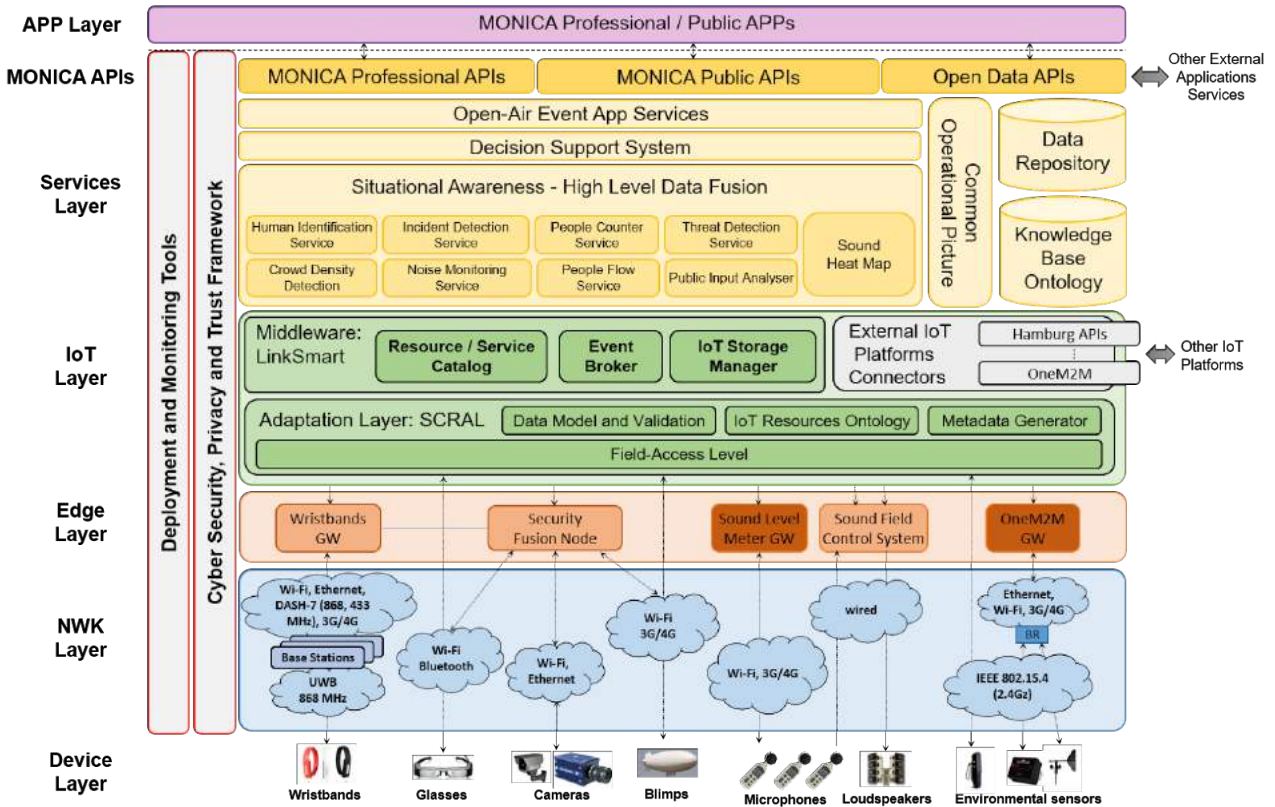 APP Layer
MONICA Professional / Public APPs
MONICA APIs
MONICA Professional APIs
MONICA Public APIs
Open Data APIs
Other External
Applications
Services
Deployment and Monitoring Tools
Cyber Security, Privacy and Trust Framework
Services
Layer
Open-Air Event App Services
Decision Support System
Situational Awareness - High Level Data Fusion
Human Identification
Service
Incident Detection
Service
People Counter
Service
Threat Detection
Service
Crowd Density
Detection
Noise Monitoring
Service
People Flow
Service
Public Input Analyser
Sound
Heat Map
Common
Operational Picture
Data
Repository
Knowledge
Base
Ontology
IoT
Layer
Middleware:
LinkSmart
Resource / Service
Catalog
Event
Broker
IoT Storage
Manager
External IoT
Platforms
Connectors
Hamburg APIs
OneM2M
Other IoT
Platforms
Adaptation Layer: SCRAL
Data Model and Validation
IoT Resources Ontology
Metadata Generator
Field-Access Level
Edge
Layer
Wristbands
GW
Security
Fusion Node
Sound Level
Meter GW
Sound Field
Control System
OneM2M
GW
NWK
Layer
Wi-Fi, Ethernet,
DASH-7 (868, 433
MHz), 3G/4G
Base Stations
UWB
868 MHz
Wi-Fi
Bluetooth
Wi-Fi,
Ethernet
Wi-Fi
3G/4G
Wi-Fi, 3G/4G
wired
Ethernet,
Wi-Fi, 3G/4G
BR
IEEE 802.15.4
(2.4Gz)
Device
Layer
Wristbands
Glasses
Cameras
Blimps
Microphones
Loudspeakers
Environmental sensors